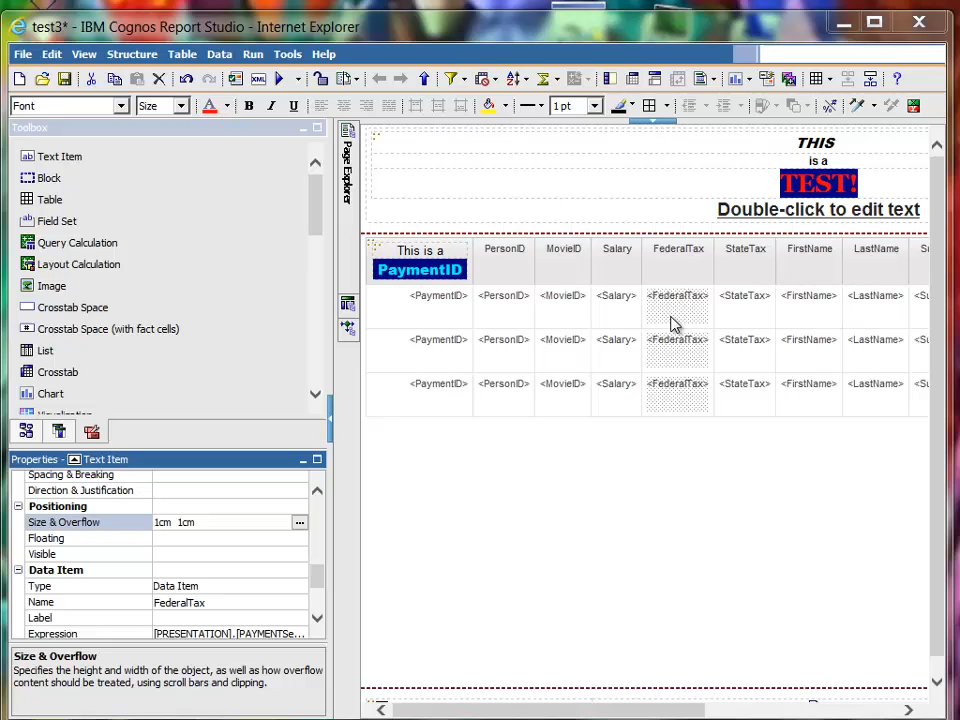 test3* - IBM Cognos Report Studio - Internet Explorer
File Edit View Structure Table Data Run Tools Help
Font Size 1 pt
Toolbox
Text Item
Block
Table
Field Set
Query Calculation
Layout Calculation
Image
Crosstab Space
Crosstab Space (with fact cells)
List
Crosstab
Chart
Visualization
Properties - Text Item
Spacing & Breaking
Direction & Justification
Positioning
Size & Overflow 1cm 1cm ...
Floating
Visible
Data Item
Type Data Item
Name FederalTax
Label
Expression [PRESENTATION].[PAYMENTSe...
Size & Overflow
Specifies the height and width of the object, as well as how overflow
content should be treated, using scroll bars and clipping.
Page Explorer
THIS
is a
TEST!
Double-click to edit text
This is a
PaymentID PersonID MovieID Salary FederalTax StateTax FirstName LastName
<PaymentID> <PersonID> <MovieID> <Salary> <FederalTax> <StateTax> <FirstName> <LastName> <Su
<PaymentID> <PersonID> <MovieID> <Salary> <FederalTax> <StateTax> <FirstName> <LastName> <Su
<PaymentID> <PersonID> <MovieID> <Salary> <FederalTax> <StateTax> <FirstName> <LastName> <Su